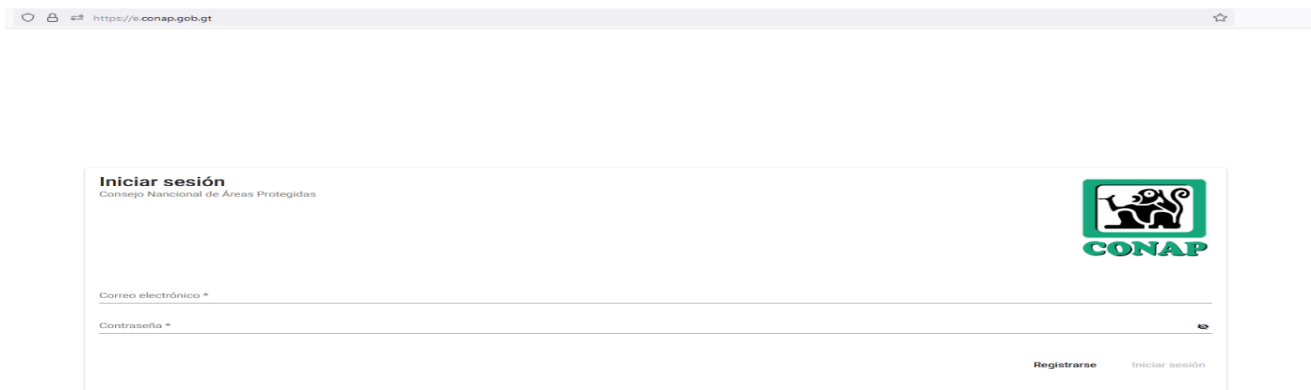 https://e.conap.gob.gt
Iniciar sesión
Consejo Nancional de Áreas Protegidas
CONAP
Correo electrónico *
Contraseña *
Registrarse Iniciar sesión